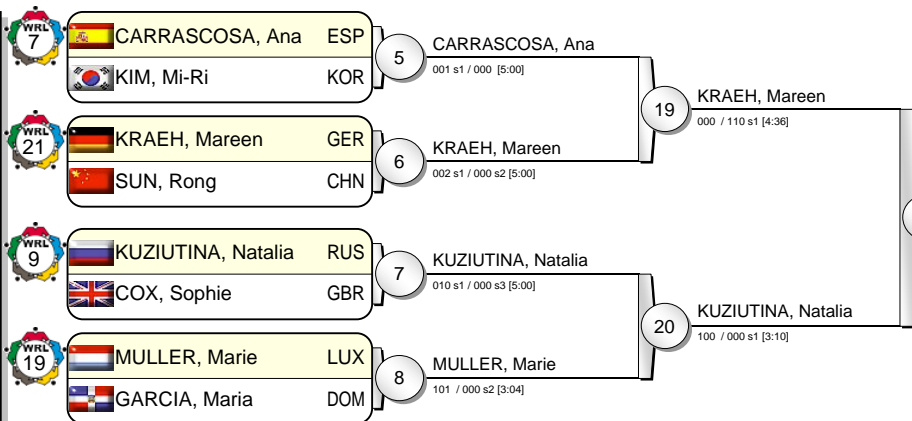 WRL 7
CARRASCOSA, Ana ESP
KIM, Mi-Ri KOR
5
CARRASCOSA, Ana
001 s1 / 000 [5:00]
19
KRAEH, Mareen
000 / 110 s1 [4:36]
WRL 21
KRAEH, Mareen GER
SUN, Rong CHN
6
KRAEH, Mareen
002 s1 / 000 s2 [5:00]
WRL 9
KUZIUTINA, Natalia RUS
COX, Sophie GBR
7
KUZIUTINA, Natalia
010 s1 / 000 s3 [5:00]
20
KUZIUTINA, Natalia
100 / 000 s1 [3:10]
WRL 19
MULLER, Marie LUX
GARCIA, Maria DOM
8
MULLER, Marie
101 / 000 s2 [3:04]